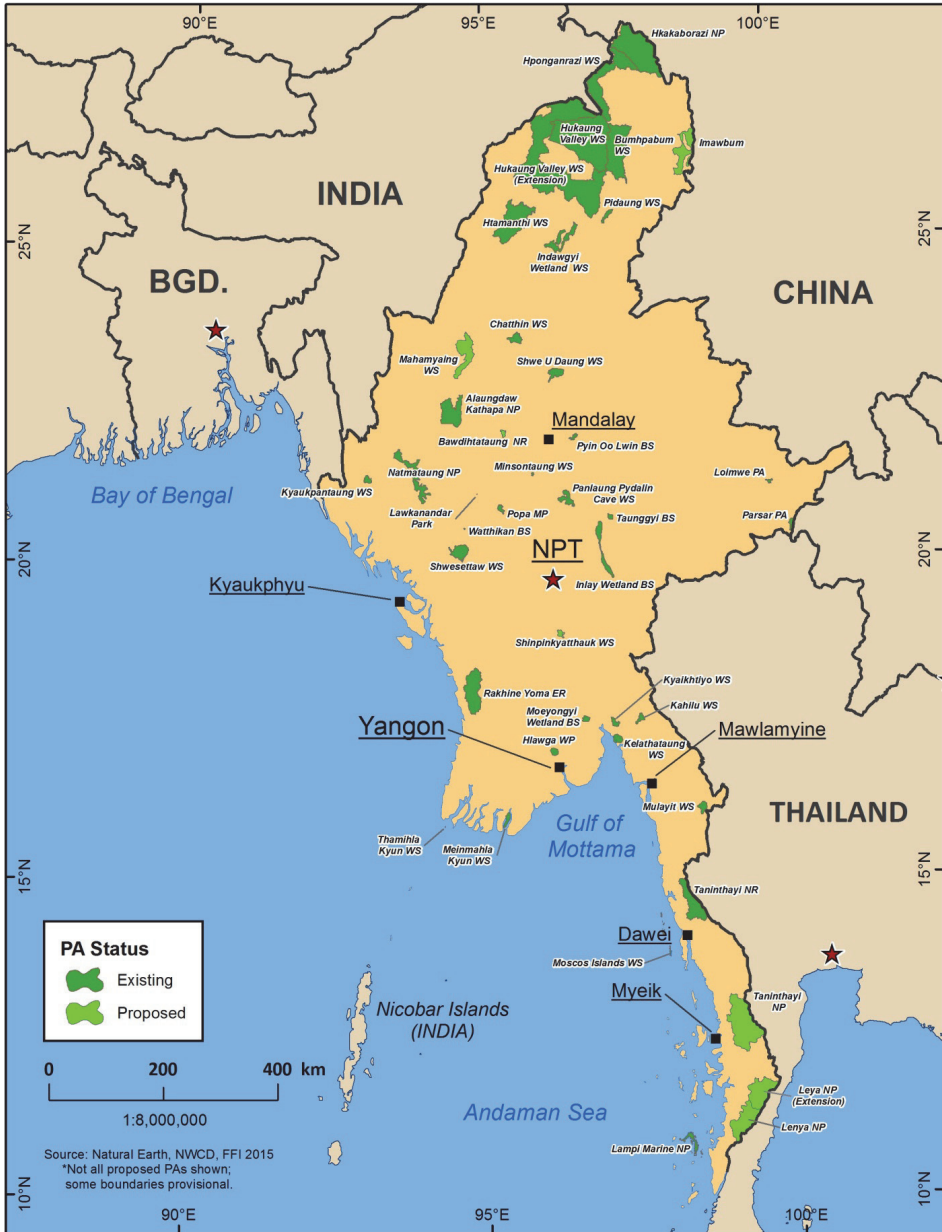 90°E
95°E
100°E
Hkakaborazi NP
Hponganrazi WS
Hukaung
Valley WS
Bumhpabum
WS
Imawbum
Hukaung Valley WS
(Extension)
INDIA
Pidaung WS
Htamanthi WS
25°N
25°N
Indawgyi
Wetland WS
BGD.
CHINA
Chatthin WS
Mahamyaing
WS
Shwe U Daung WS
Alaungdaw
Kathapa NP
Mandalay
Bawdihtataung NR
Pyin Oo Lwin BS
Natmataung NP
Minsontaung WS
Loimwe PA
Bay of Bengal
Kyaukpantaung WS
Panlaung Pydalin
Cave WS
Lawkanandar
Park
Popa MP
Taunggyi BS
Parsar PA
Watthikan BS
20°N
20°N
NPT
Shwesettaw WS
Inlay Wetland BS
Kyaukphyu
Shinpinkyatthauk WS
Kyaikhtiyo WS
Rakhine Yoma ER
Kahilu WS
Moeyongyi
Wetland BS
Yangon
Hlawga WP
Kelathataung
WS
Mawlamyine
Mulayit WS
THAILAND
Gulf of
Mottama
Thamihla
Kyun WS
Meinmahla
Kyun WS
15°N
15°N
Taninthayi NR
PA Status
Existing
Proposed
Dawei
Moscos Islands WS
Myeik
Taninthayi
NP
Nicobar Islands
(INDIA)
0 200 400 km
1:8,000,000
Leya NP
(Extension)
Andaman Sea
Lenya NP
Source: Natural Earth, NWCD, FFI 2015
*Not all proposed PAs shown;
some boundaries provisional.
Lampi Marine NP
10°N
10°N
90°E
95°E
100°E